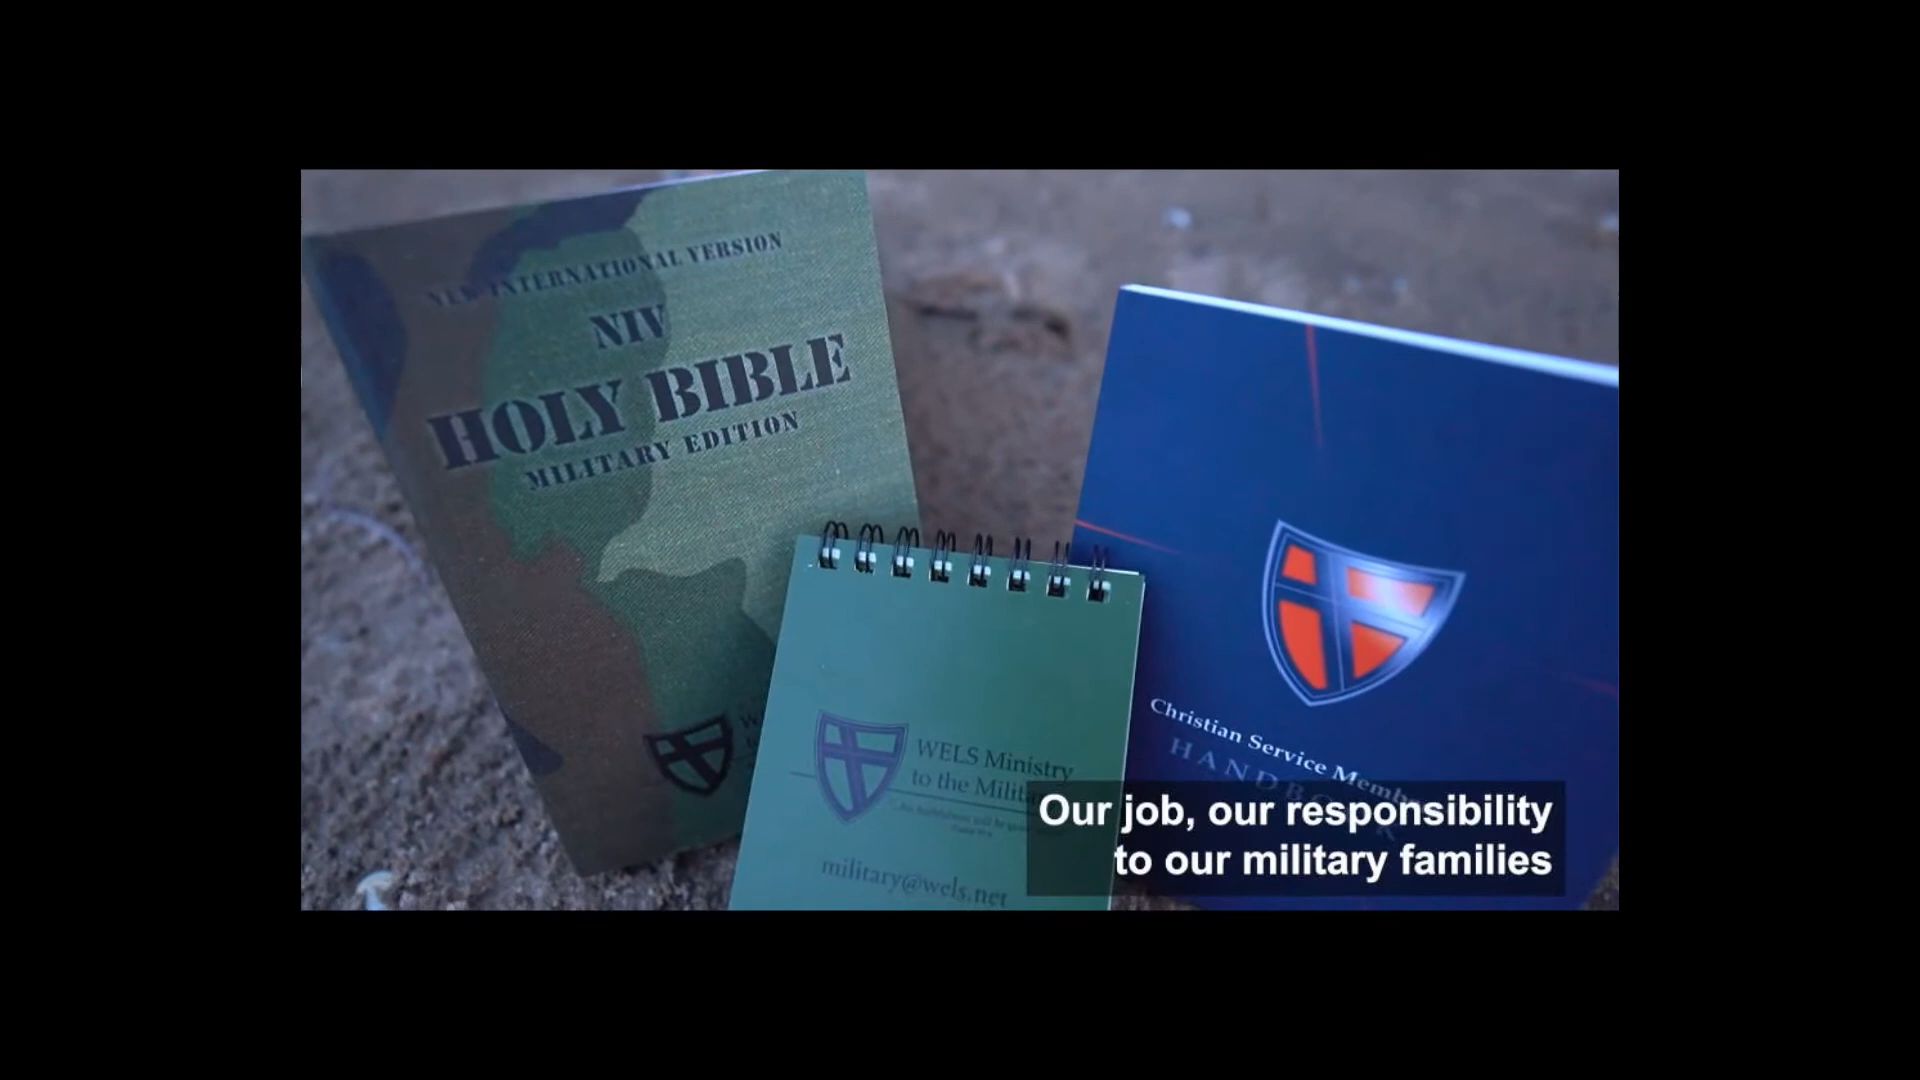 NEW INTERNATIONAL VERSION
NIV
HOLY BIBLE
MILITARY EDITION
WELS Ministry
to the Milit
military@wels.net
Christian Service Memb
HANDBOOK
Our job, our responsibility
to our military families